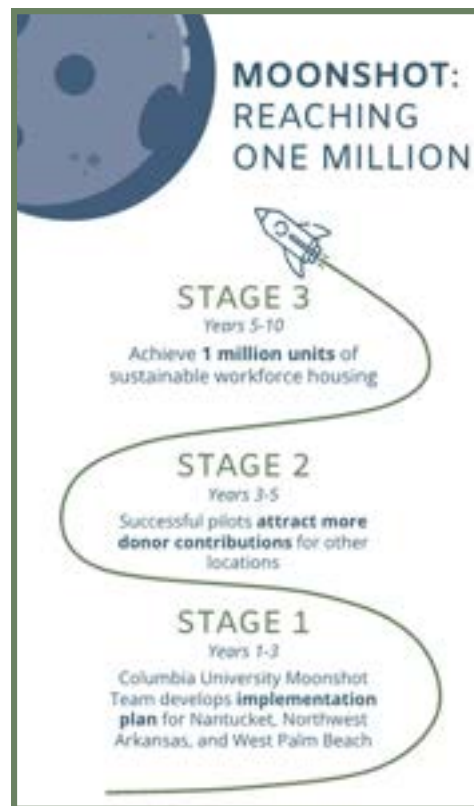 MOONSHOT:
REACHING
ONE MILLION
STAGE 3
Years 5-10
Achieve 1 million units of
sustainable workforce housing
STAGE 2
Years 3-5
Successful pilots attract more
donor contributions for other
locations
STAGE 1
Years 1-3
Columbia University Moonshot
Team develops implementation
plan for Nantucket, Northwest
Arkansas, and West Palm Beach